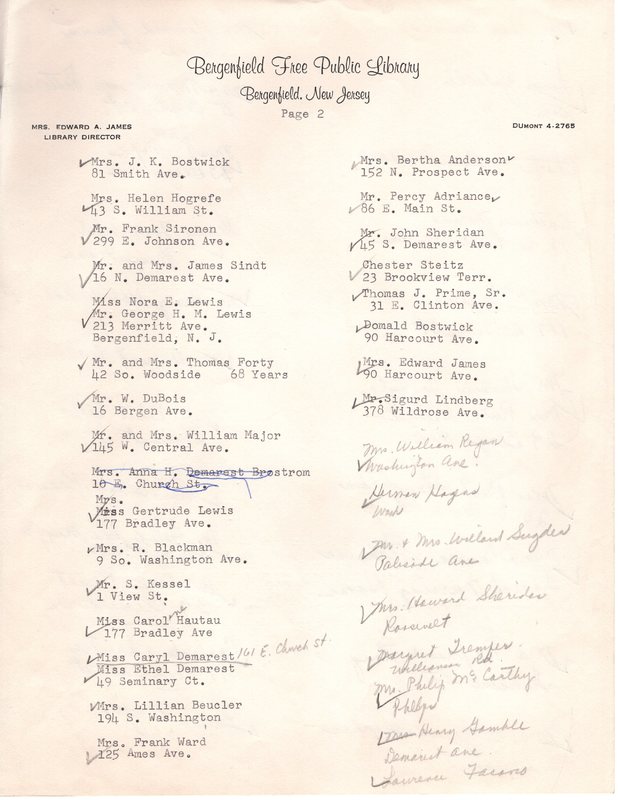 Bergenfield Free Public Library
Bergenfield, New Jersey
Page 2
MRS. EDWARD A. JAMES
LIBRARY DIRECTOR
DUMONT 4-2765
Mrs. J. K. Bostwick
81 Smith Ave.
Mrs. Helen Hogrefe
43 S. William St.
Mr. Frank Sironen
299 E. Johnson Ave.
Mr. and Mrs. James Sindt
16 N. Demarest Ave.
Miss Nora E. Lewis
Mr. George H. M. Lewis
213 Merritt Ave.
Bergenfield, N. J.
Mr. and Mrs. Thomas Forty
42 So. Woodside 68 Years
Mr. W. DuBois
16 Bergen Ave.
Mr. and Mrs. William Major
145 W. Central Ave.
Mrs. Anna H. Demarest Brostrom
10 E. Church St.
Mrs.
Miss Gertrude Lewis
177 Bradley Ave.
Mrs. R. Blackman
9 So. Washington Ave.
Mr. S. Kessel
1 View St.
Miss Carol ine Hautau
177 Bradley Ave
Miss Caryl Demarest 161 E. Church St.
Miss Ethel Demarest
49 Seminary Ct.
Mrs. Lillian Beucler
194 S. Washington
Mrs. Frank Ward
125 Ames Ave.
Mrs. Bertha Anderson
152 N. Prospect Ave.
Mr. Percy Adriance
86 E. Main St.
Mr. John Sheridan
45 S. Demarest Ave.
Chester Steitz
23 Brookview Terr.
Thomas J. Prime, Sr.
31 E. Clinton Ave.
Donald Bostwick
90 Harcourt Ave.
Mrs. Edward James
90 Harcourt Ave.
Mr. Sigurd Lindberg
378 Wildrose Ave.
Mrs. William Regan
Washington Ave.
Herman Hagens
Mr. & Mrs. Willard Sugden
Palisade Ave
Mrs. Howard Sheridan
Roosevelt
Margret Tremper
Williamson Rd.
Mrs. Philip McCarthy
Phelps
Mrs Henry Gamble
Demarest Ave.
Lawrence Fasano